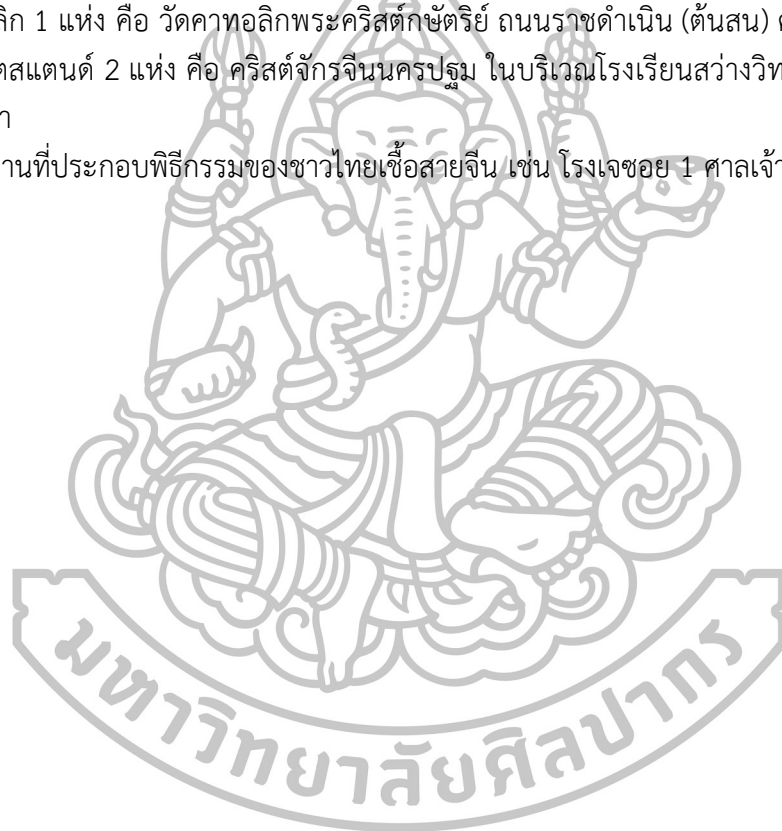 ลิก 1 แห่ง คือ วัดคาทอลิกพระคริสต์กษัตริย์ ถนนราชดำเนิน (ต้นสน)
ตสแตนด์ 2 แห่ง คือ คริสต์จักรจีนนครปฐม ในบริเวณโรงเรียนสว่างวิท
า
านที่ประกอบพิธีกรรมของชาวไทยเชื้อสายจีน เช่น โรงเจซอย 1 ศาลเจ้า
มหาวิทยาลัยศิลปากร